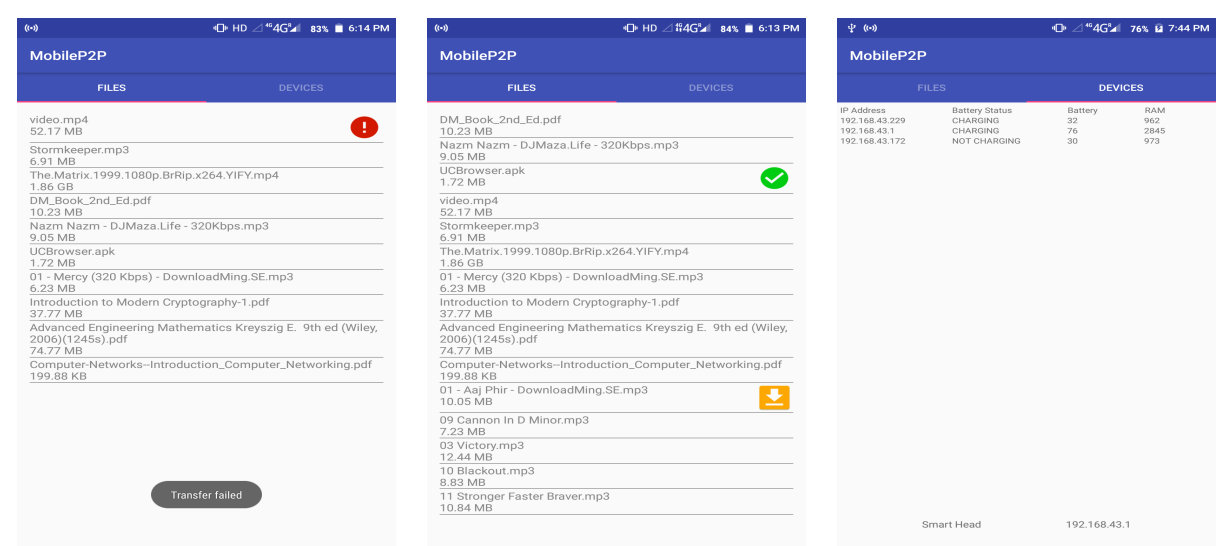 HD 4G 4G R 83% 6:14 PM
MobileP2P
FILES DEVICES
video.mp4
52.17 MB
Stormkeeper.mp3
6.91 MB
The.Matrix.1999.1080p.BrRip.x264.YIFY.mp4
1.86 GB
DM_Book_2nd_Ed.pdf
10.23 MB
Nazm Nazm - DJMaza.Life - 320Kbps.mp3
9.05 MB
UCBrowser.apk
1.72 MB
01 - Mercy (320 Kbps) - DownloadMing.SE.mp3
6.23 MB
Introduction to Modern Cryptography-1.pdf
37.77 MB
Advanced Engineering Mathematics Kreyszig E. 9th ed (Wiley,
2006)(1245s).pdf
74.77 MB
Computer-Networks--Introduction_Computer_Networking.pdf
199.88 KB
Transfer failed
HD 4G R 84% 6:13 PM
MobileP2P
FILES DEVICES
DM_Book_2nd_Ed.pdf
10.23 MB
Nazm Nazm - DJMaza.Life - 320Kbps.mp3
9.05 MB
UCBrowser.apk
1.72 MB
video.mp4
52.17 MB
Stormkeeper.mp3
6.91 MB
The.Matrix.1999.1080p.BrRip.x264.YIFY.mp4
1.86 GB
01 - Mercy (320 Kbps) - DownloadMing.SE.mp3
6.23 MB
Introduction to Modern Cryptography-1.pdf
37.77 MB
Advanced Engineering Mathematics Kreyszig E. 9th ed (Wiley,
2006)(1245s).pdf
74.77 MB
Computer-Networks--Introduction_Computer_Networking.pdf
199.88 KB
01 - Aaj Phir - DownloadMing.SE.mp3
10.05 MB
09 Cannon In D Minor.mp3
7.23 MB
03 Victory.mp3
12.44 MB
10 Blackout.mp3
8.83 MB
11 Stronger Faster Braver.mp3
10.84 MB
4G 4G R 76% 7:44 PM
MobileP2P
FILES DEVICES
IP Address Battery Status Battery RAM
192.168.43.229 CHARGING 32 962
192.168.43.1 CHARGING 76 2845
192.168.43.172 NOT CHARGING 30 973
Smart Head 192.168.43.1